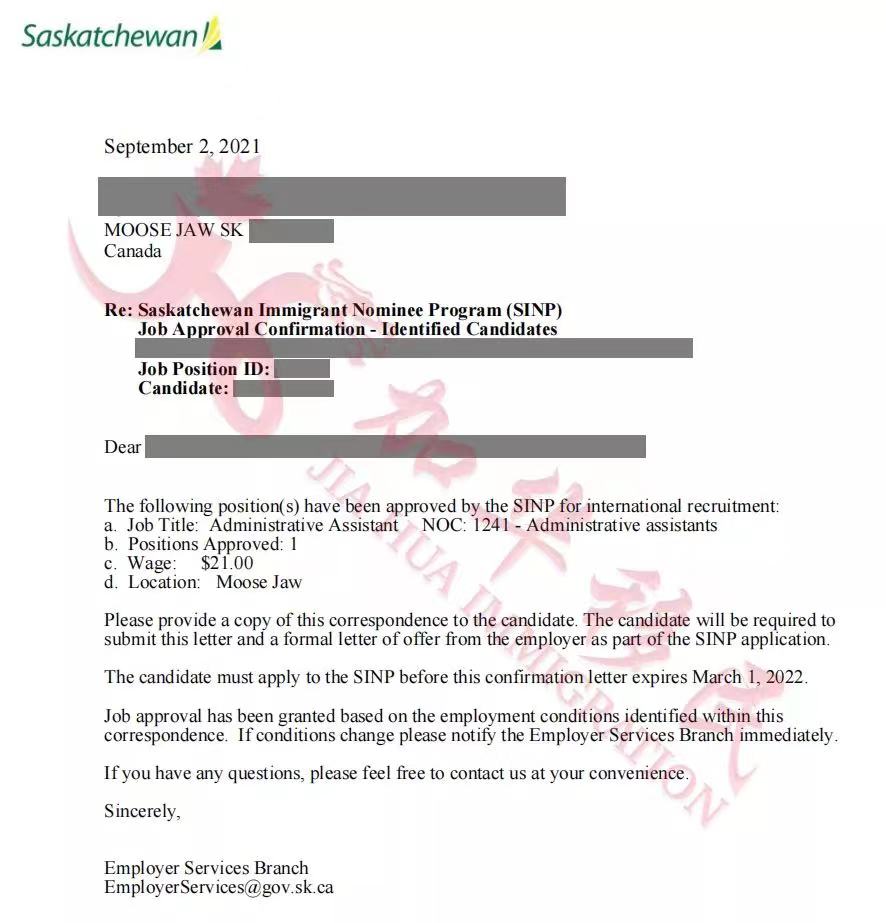 Saskatchewan
September 2, 2021
MOOSE JAW SK
Canada
Re: Saskatchewan Immigrant Nominee Program (SINP)
Job Approval Confirmation - Identified Candidates
Job Position ID:
Candidate:
Dear
The following position(s) have been approved by the SINP for international recruitment:
a. Job Title: Administrative Assistant NOC: 1241 - Administrative assistants
b. Positions Approved: 1
c. Wage: $21.00
d. Location: Moose Jaw
Please provide a copy of this correspondence to the candidate. The candidate will be required to
submit this letter and a formal letter of offer from the employer as part of the SINP application.
The candidate must apply to the SINP before this confirmation letter expires March 1, 2022.
Job approval has been granted based on the employment conditions identified within this
correspondence. If conditions change please notify the Employer Services Branch immediately.
If you have any questions, please feel free to contact us at your convenience.
Sincerely,
Employer Services Branch
EmployerServices@gov.sk.ca
加华移民
JIA HUA IMMIGRATION